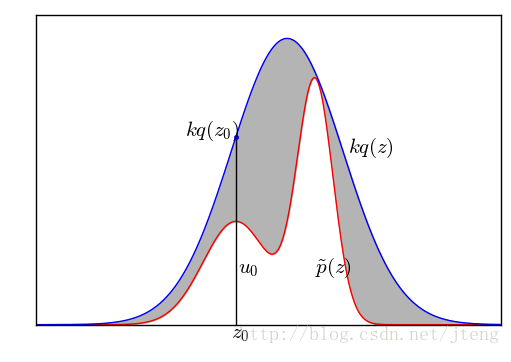 kq(z₀)
kq(z)
u₀
p̃(z)
z₀
http://blog.csdn.net/jteng